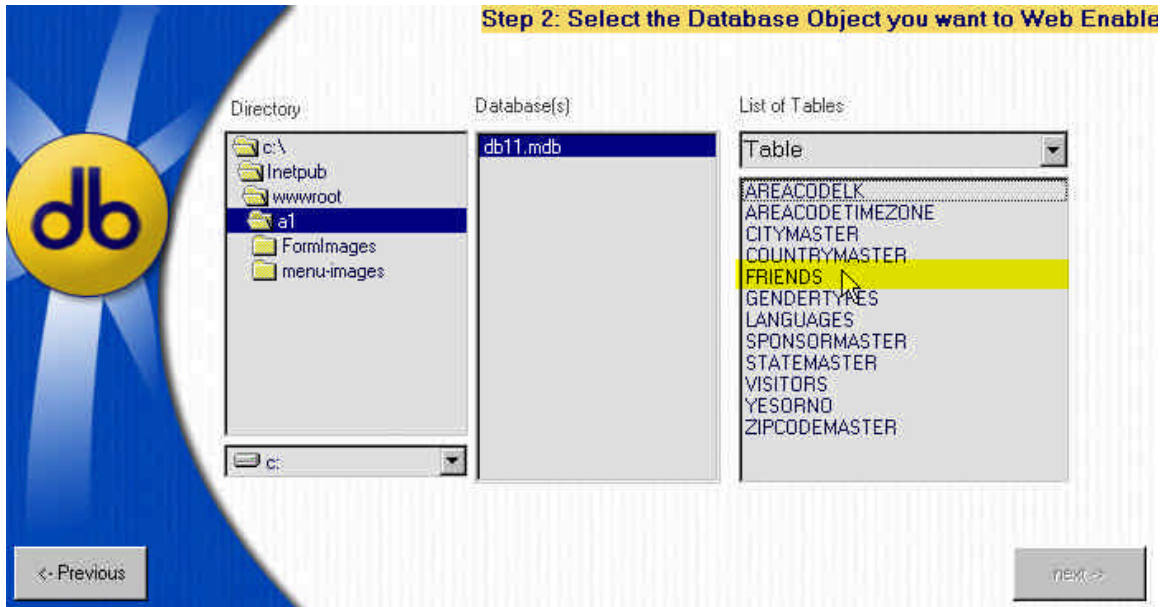 Step 2: Select the Database Object you want to Web Enable
Directory
Database(s)
List of Tables
c:\
Inetpub
wwwroot
a1
FormImages
menu-images
c:
db11.mdb
Table
AREACODELK
AREACODETIMEZONE
CITYMASTER
COUNTRYMASTER
FRIENDS
GENDERTYPES
LANGUAGES
SPONSORMASTER
STATEMASTER
VISITORS
YESORNO
ZIPCODEMASTER
db
<- Previous
next ->